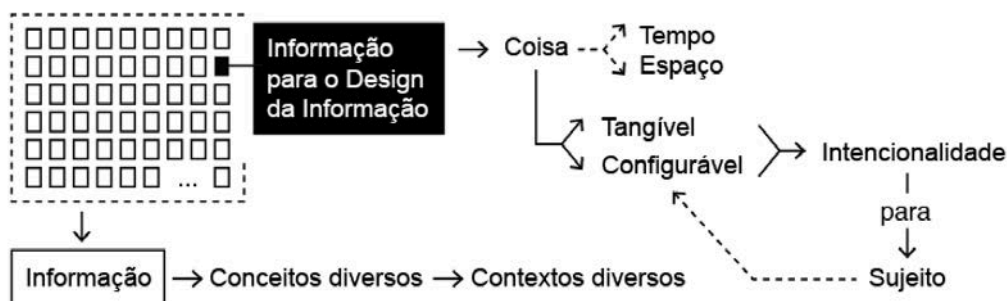 Informação
para o Design
da Informação
Coisa
Tempo
Espaço
Tangível
Configurável
Intencionalidade
para
Sujeito
...
Informação
Conceitos diversos
Contextos diversos